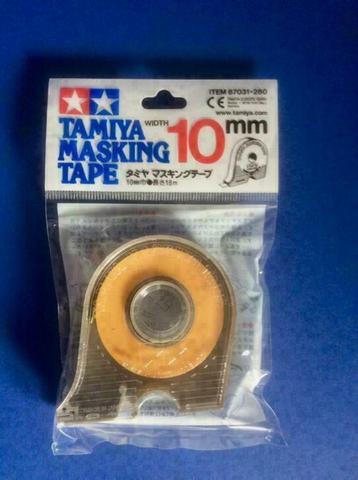 ITEM 87031-280
www.tamiya.com
TAMIYA
MASKING
TAPE
WIDTH
10mm
タミヤ マスキングテープ
10mm巾●長さ18m